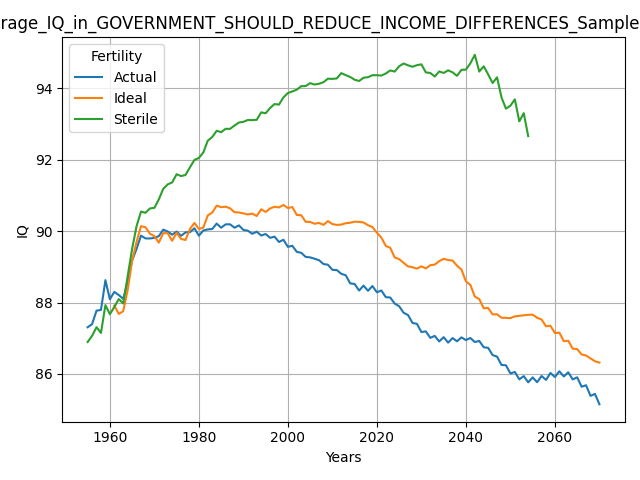 rage_IQ_in_GOVERNMENT_SHOULD_REDUCE_INCOME_DIFFERENCES_Sample
Fertility
Actual
Ideal
Sterile
IQ
94
92
90
88
86
1960 1980 2000 2020 2040 2060
Years